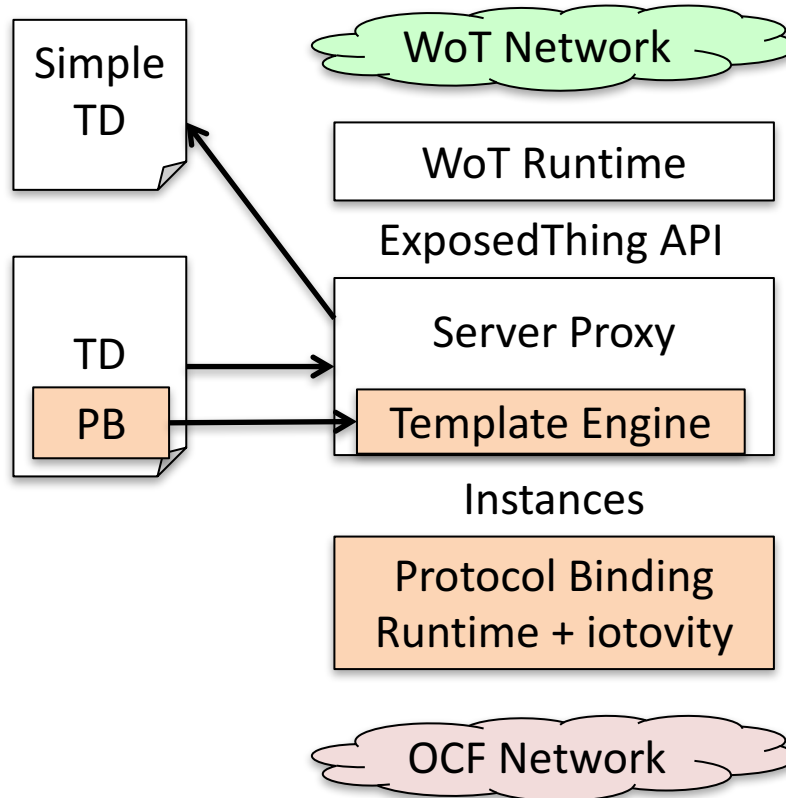 Simple
TD
WoT Network
WoT Runtime
ExposedThing API
TD
PB
Server Proxy
Template Engine
Instances
Protocol Binding
Runtime + iotovity
OCF Network